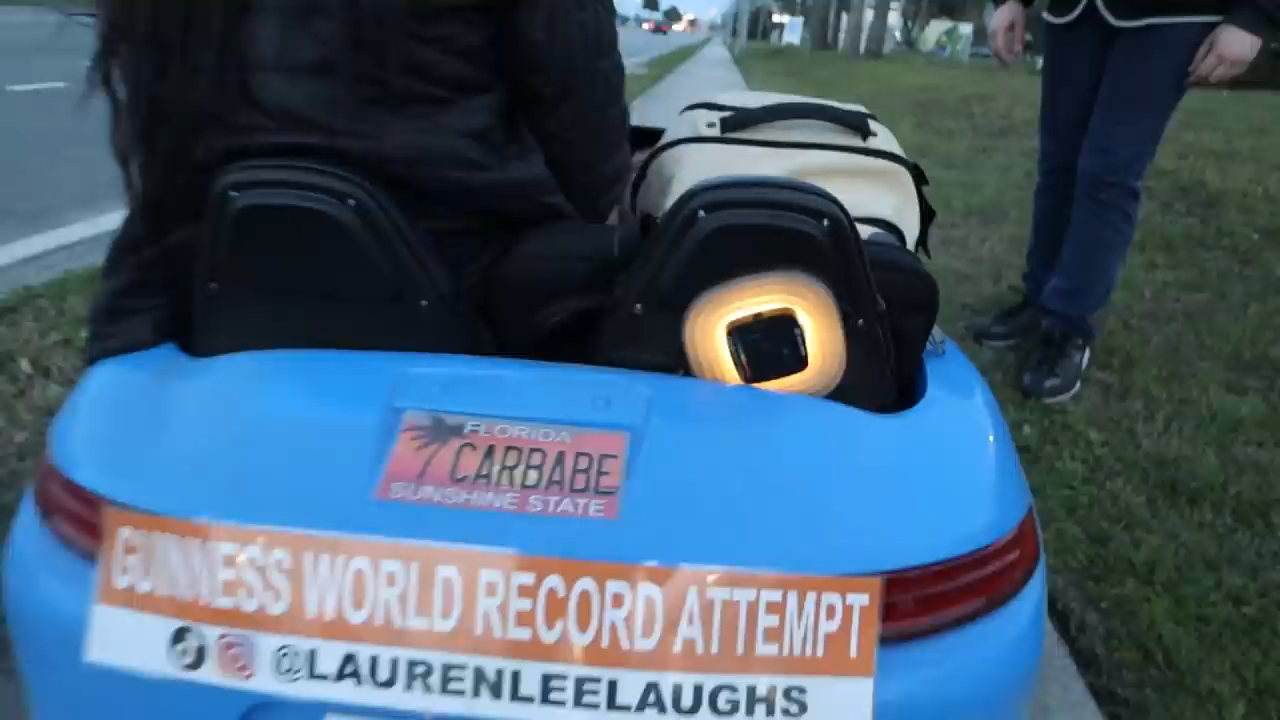 FLORIDA
CARBABE
SUNSHINE STATE
GUINNESS WORLD RECORD ATTEMPT
@LAURENLEELAUGHS